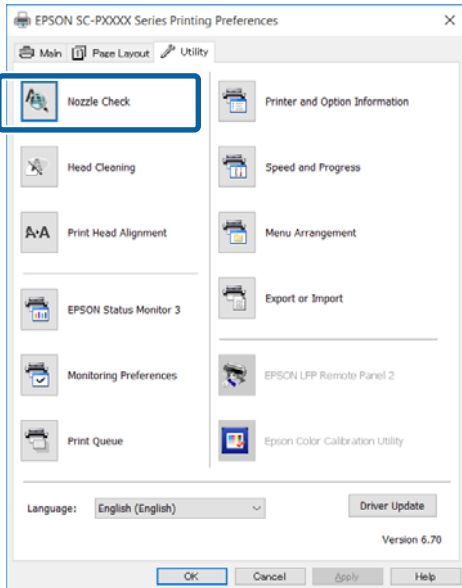 EPSON SC-PXXXX Series Printing Preferences
Main Page Layout Utility
Nozzle Check
Printer and Option Information
Head Cleaning
Speed and Progress
A·A Print Head Alignment
Menu Arrangement
EPSON Status Monitor 3
Export or Import
Monitoring Preferences
EPSON LFP Remote Panel 2
Print Queue
Epson Color Calibration Utility
Language: English (English)
Driver Update
Version 6.70
OK Cancel Apply Help